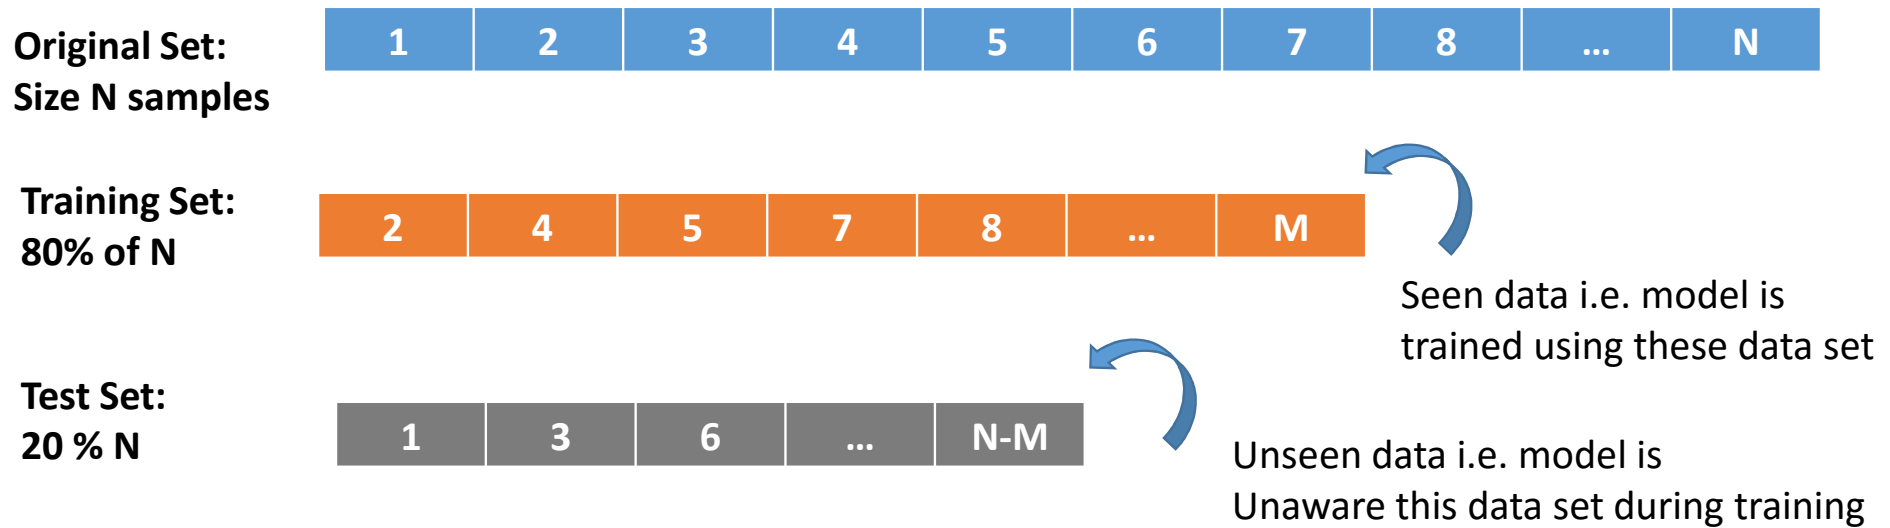 Original Set:
Size N samples
1 2 3 4 5 6 7 8 ... N
Training Set:
80% of N
2 4 5 7 8 ... M
Seen data i.e. model is
trained using these data set
Test Set:
20 % N
1 3 6 ... N-M
Unseen data i.e. model is
Unaware this data set during training